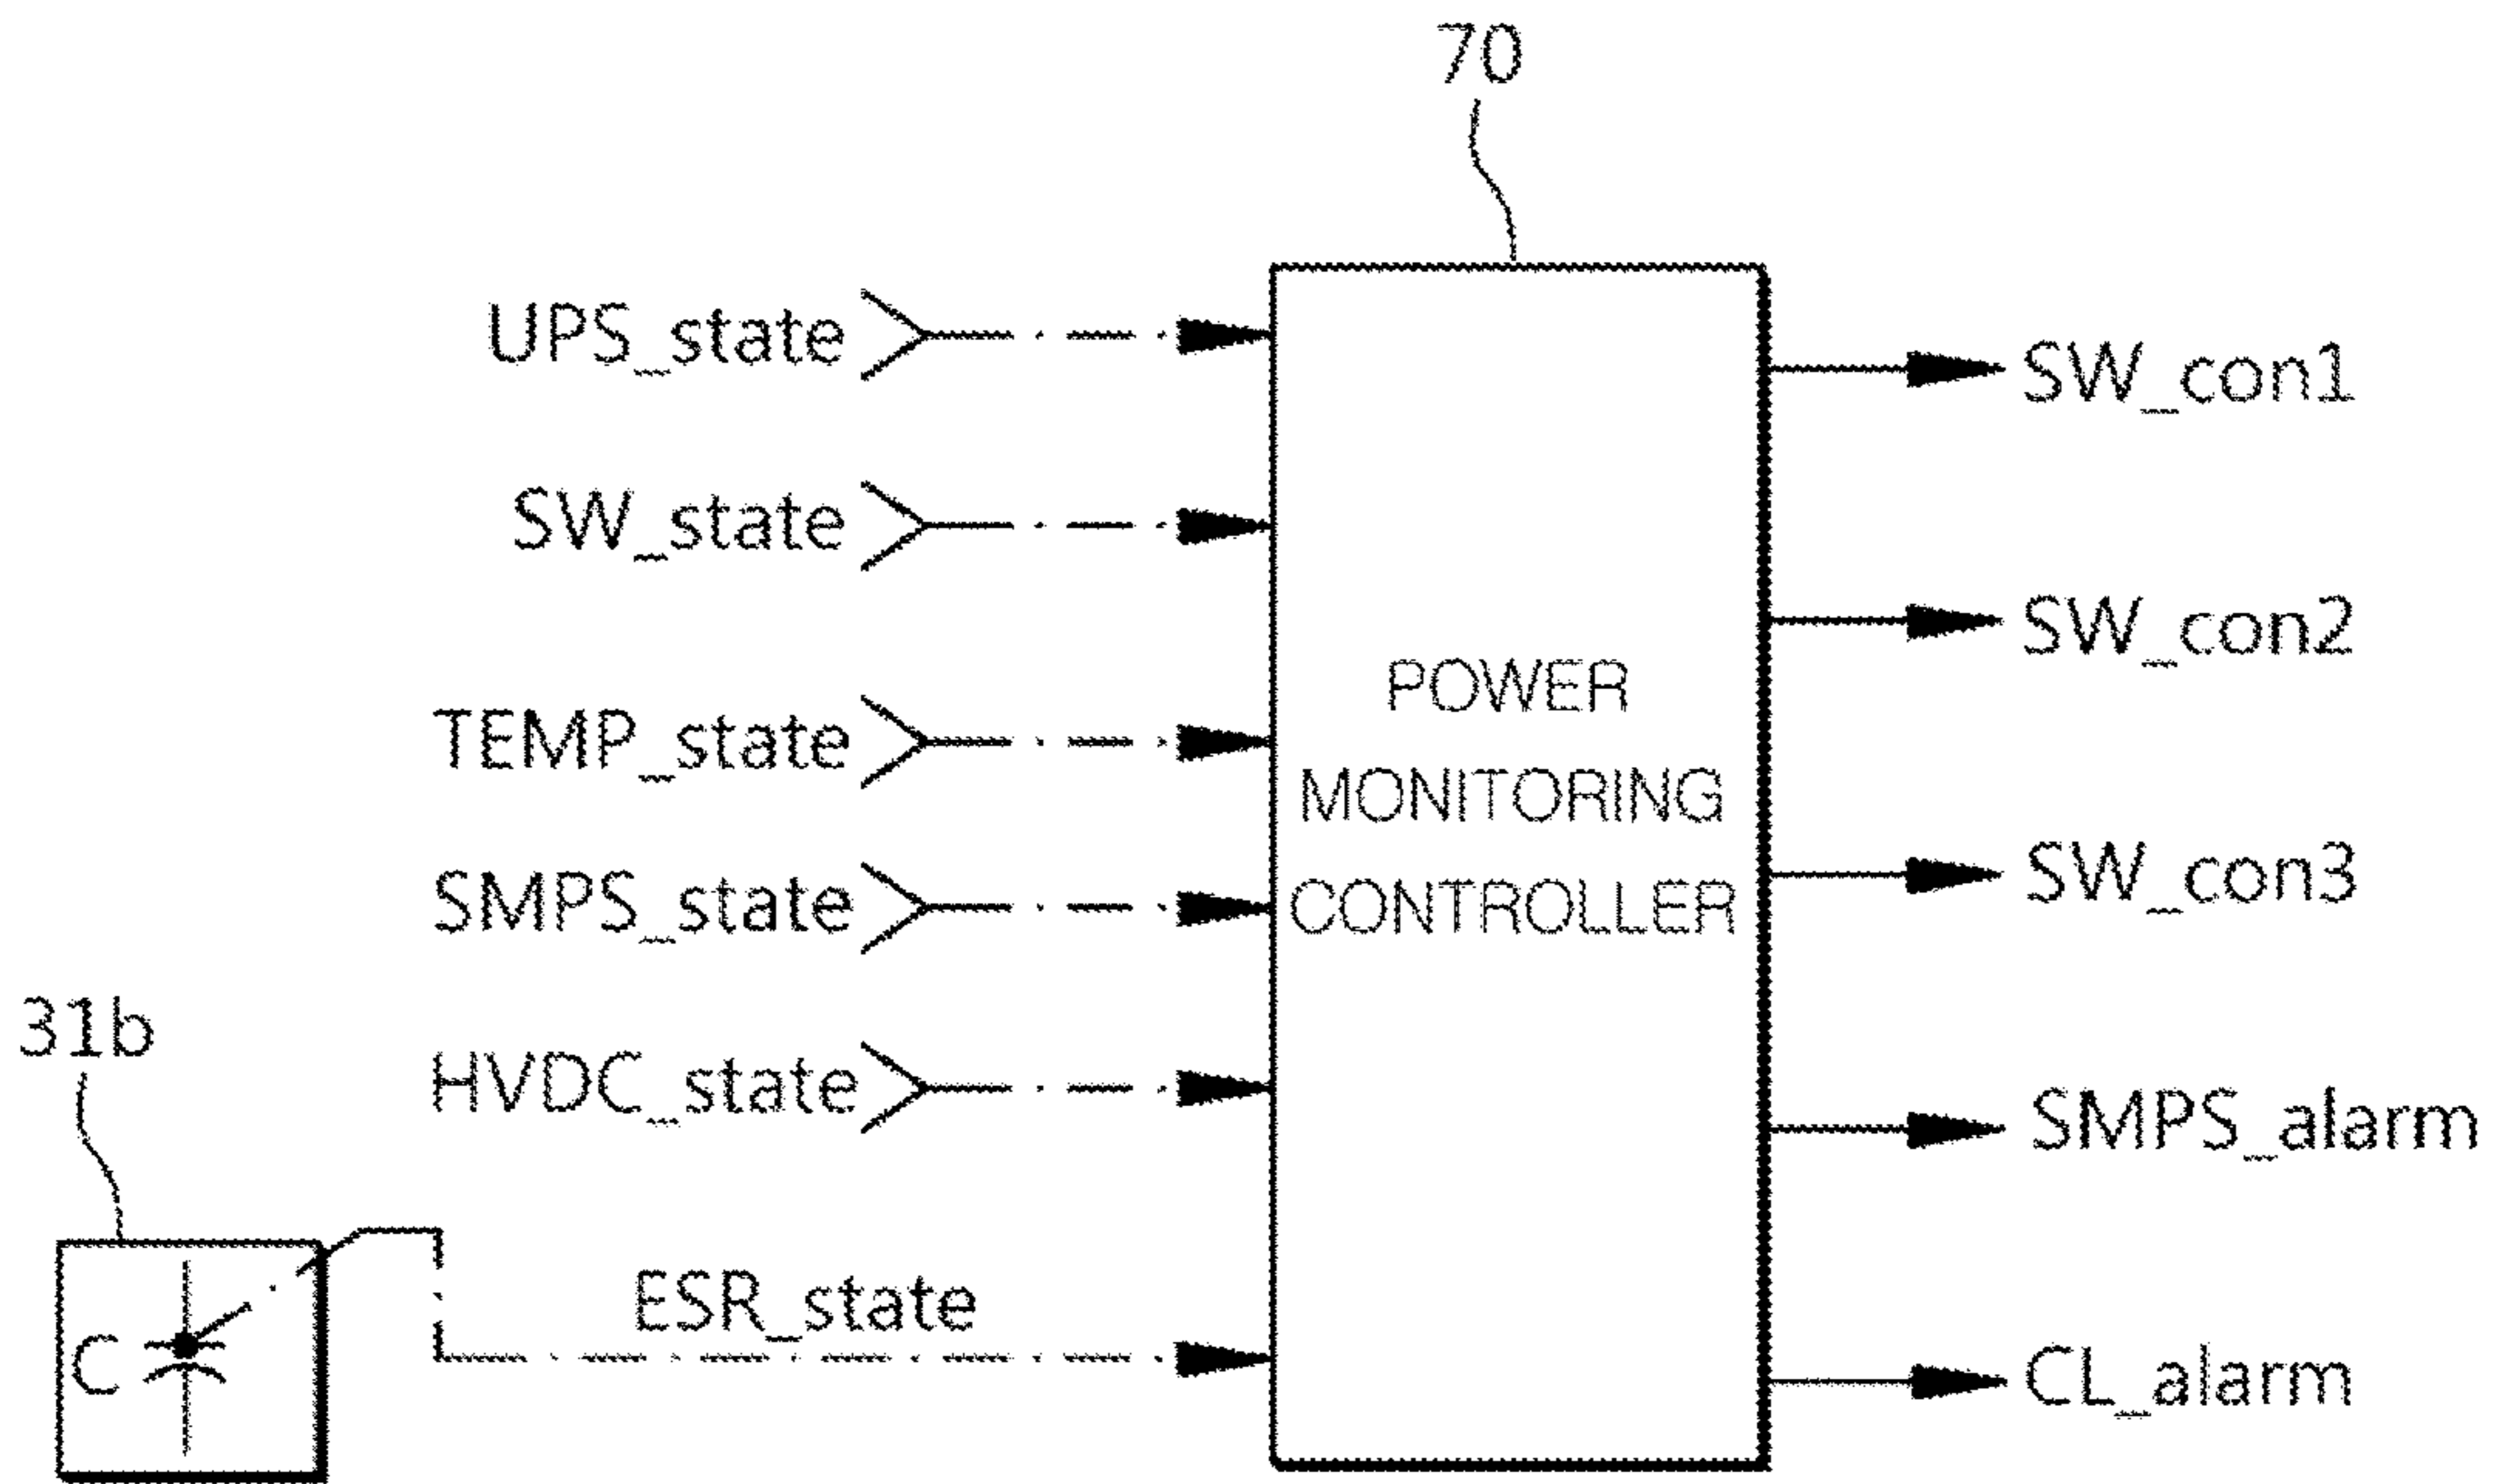 70
UPS_state
SW_state
TEMP_state
SMPS_state
HVDC_state
31b
C
ESR_state
POWER
MONITORING
CONTROLLER
SW_con1
SW_con2
SW_con3
SMPS_alarm
CL_alarm